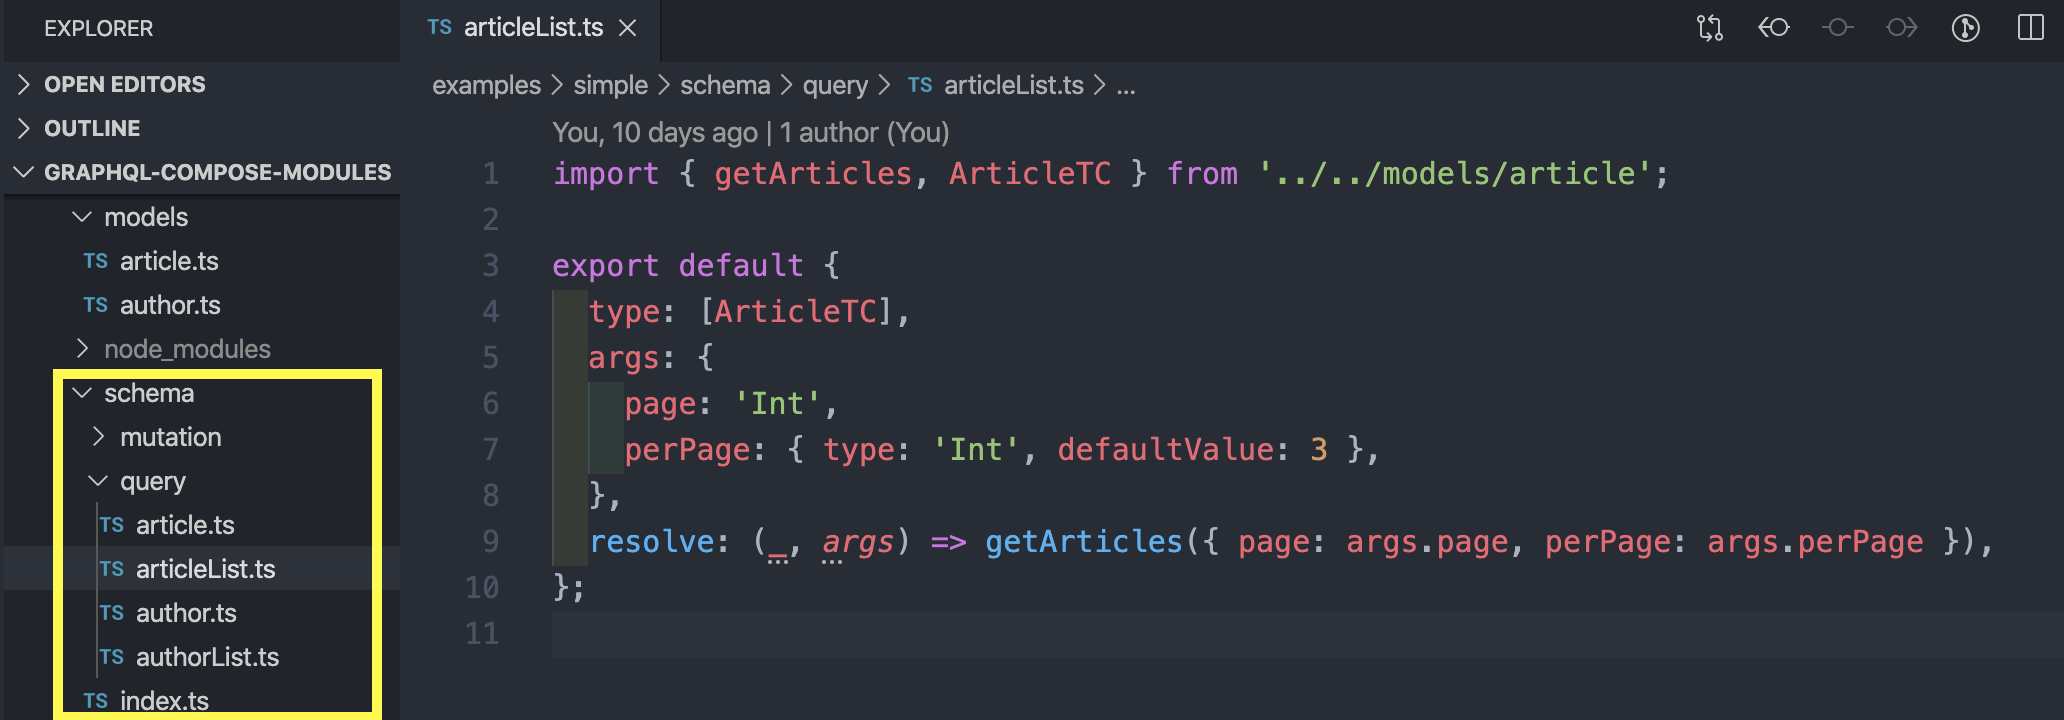 EXPLORER
OPEN EDITORS
OUTLINE
GRAPHQL-COMPOSE-MODULES
models
TS article.ts
TS author.ts
node_modules
schema
mutation
query
TS article.ts
TS articleList.ts
TS author.ts
TS authorList.ts
TS index.ts
TS articleList.ts
examples > simple > schema > query > TS articleList.ts > ...
You, 10 days ago | 1 author (You)
1 import { getArticles, ArticleTC } from '../../models/article';
2
3 export default {
4   type: [ArticleTC],
5   args: {
6     page: 'Int',
7     perPage: { type: 'Int', defaultValue: 3 },
8   },
9   resolve: (_, args) => getArticles({ page: args.page, perPage: args.perPage }),
10 };
11